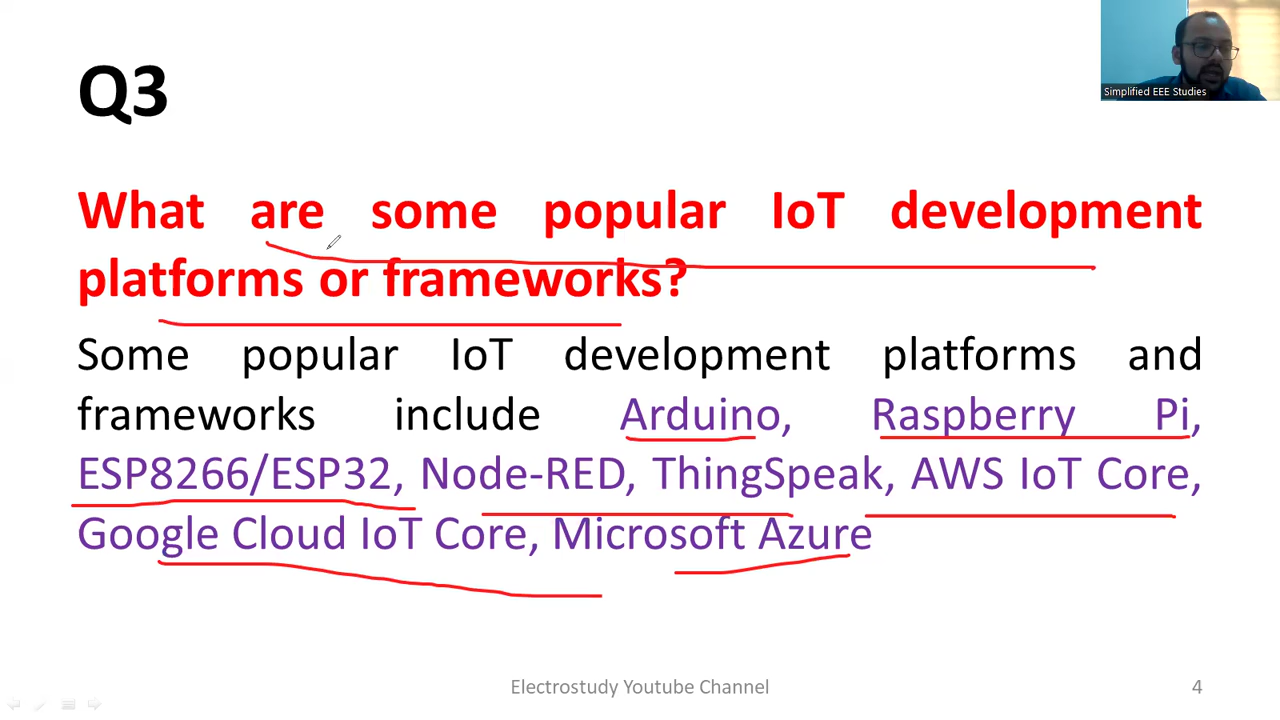 Simplified EEE Studies
Q3
What are some popular IoT development
platforms or frameworks?
Some popular IoT development platforms and
frameworks include Arduino, Raspberry Pi,
ESP8266/ESP32, Node-RED, ThingSpeak, AWS IoT Core,
Google Cloud IoT Core, Microsoft Azure
Electrostudy Youtube Channel
4